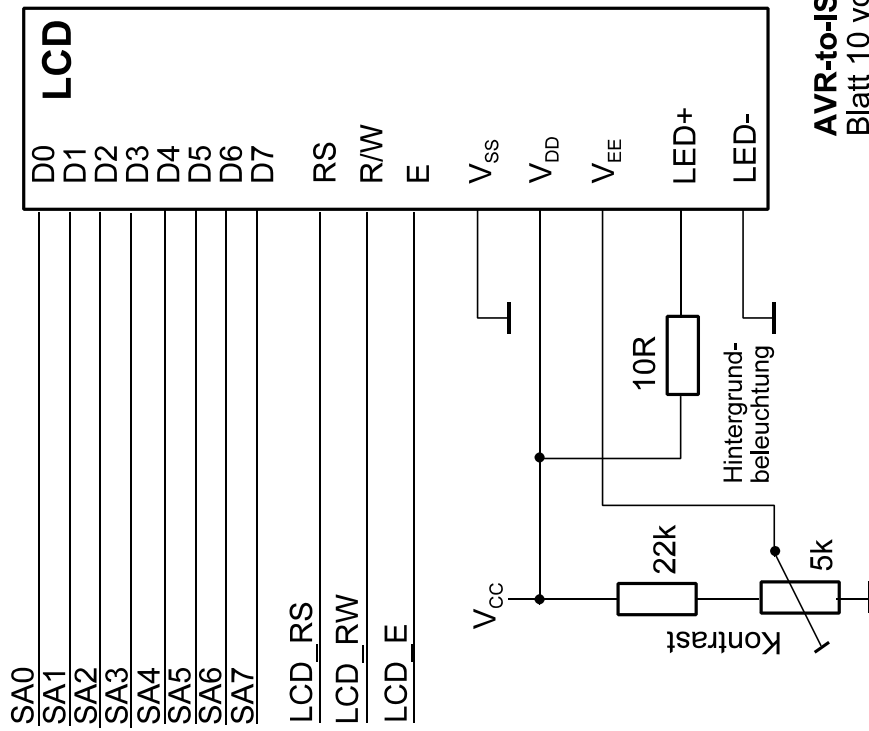 LCD
D0
D1
D2
D3
D4
D5
D6
D7
RS
R/W
E
VSS
VDD
VEE
LED+
LED-
SA0
SA1
SA2
SA3
SA4
SA5
SA6
SA7
LCD_RS
LCD_RW
LCD_E
VCC
10R
Hintergrund-
beleuchtung
22k
5k
Kontrast
AVR-to-IS
Blatt 10 vo